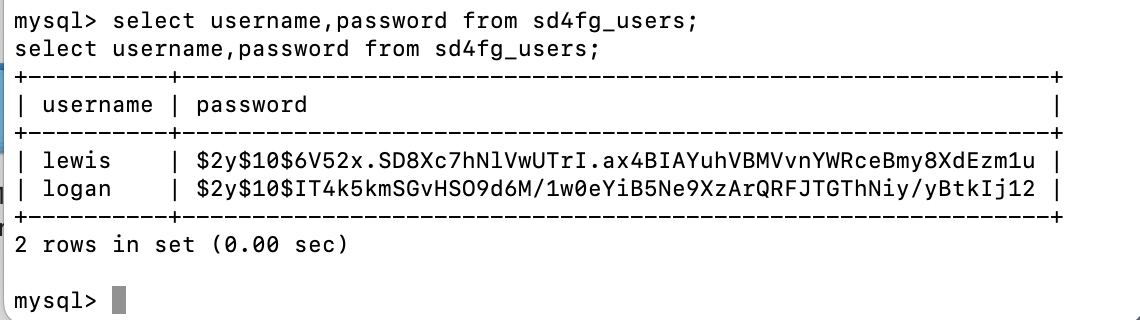 mysql> select username,password from sd4fg_users;
select username,password from sd4fg_users;
+----------+--------------------------------------------------------------+
| username | password                                                     |
+----------+--------------------------------------------------------------+
| lewis    | $2y$10$6V52x.SD8Xc7hNlVwUTrI.ax4BIAYuhVBMVvnYWRceBmy8XdEzm1u |
| logan    | $2y$10$IT4k5kmSGvHSO9d6M/1w0eYiB5Ne9XzArQRFJTGThNiy/yBtkIj12 |
+----------+--------------------------------------------------------------+
2 rows in set (0.00 sec)
mysql>